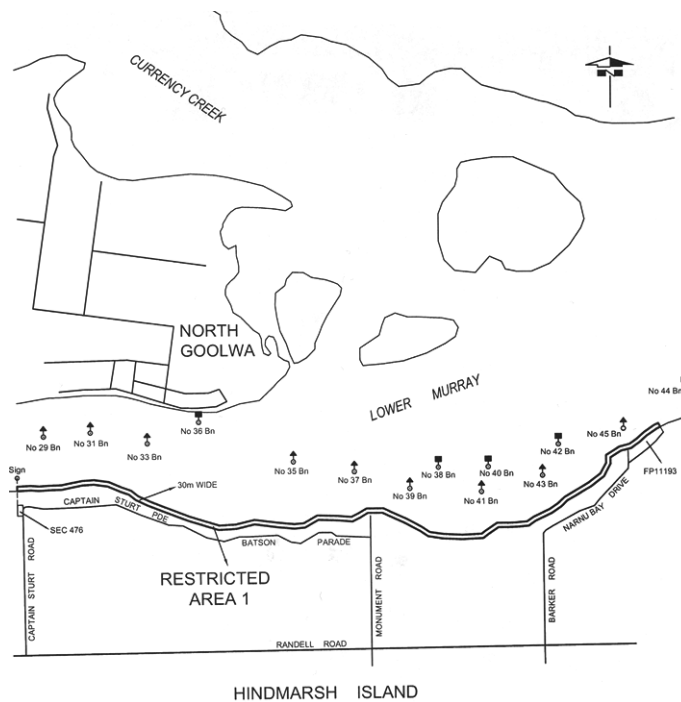 CURRENCY CREEK
N
NORTH
GOOLWA
LOWER MURRAY
No 44 Bn
No 36 Bn
No 29 Bn
No 31 Bn
No 33 Bn
No 45 Bn
No 42 Bn
No 35 Bn
No 37 Bn
No 38 Bn
No 40 Bn
No 43 Bn
No 39 Bn
No 41 Bn
FP11193
Sign
30m WIDE
CAPTAIN STURT PDE
SEC 476
BATSON PARADE
NARNU BAY DRIVE
RESTRICTED
AREA 1
CAPTAIN STURT ROAD
MONUMENT ROAD
BARKER ROAD
RANDELL ROAD
HINDMARSH ISLAND